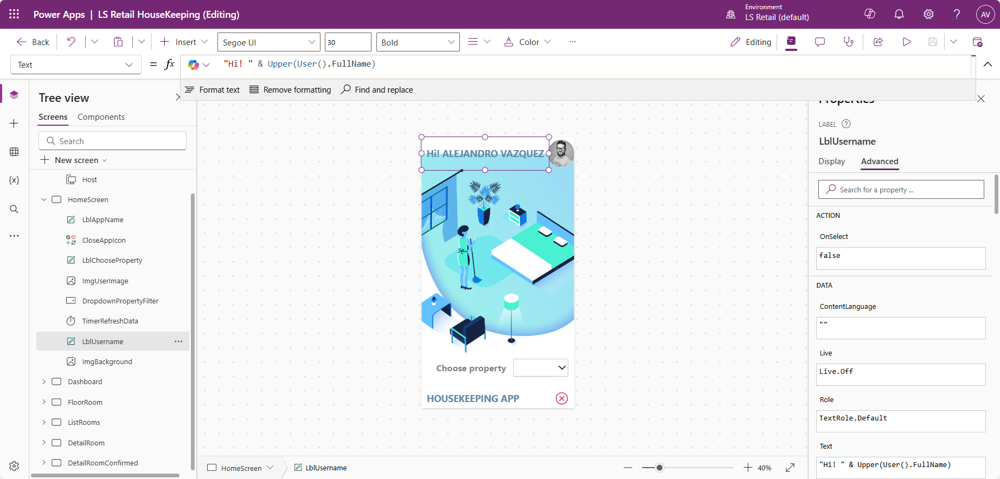 Power Apps | LS Retail HouseKeeping (Editing)
Environment
LS Retail (default)
AV
Back
Insert
Segoe UI
30
Bold
Color
Editing
Text
= fx
"Hi! " & Upper(User().FullName)
Format text
Remove formatting
Find and replace
Tree view
Screens
Components
Search
New screen
Host
HomeScreen
LblAppName
CloseAppIcon
LblChooseProperty
ImgUserImage
DropdownPropertyFilter
TimerRefreshData
LblUsername
ImgBackground
Dashboard
FloorRoom
ListRooms
DetailRoom
DetailRoomConfirmed
Hi! ALEJANDRO VAZQUEZ
Choose property
HOUSEKEEPING APP
HomeScreen
LblUsername
40%
Properties
LABEL
LblUsername
Display
Advanced
Search for a property ...
ACTION
OnSelect
false
DATA
ContentLanguage
""
Live
Live.Off
Role
TextRole.Default
Text
"Hi! " & Upper(User().FullName)